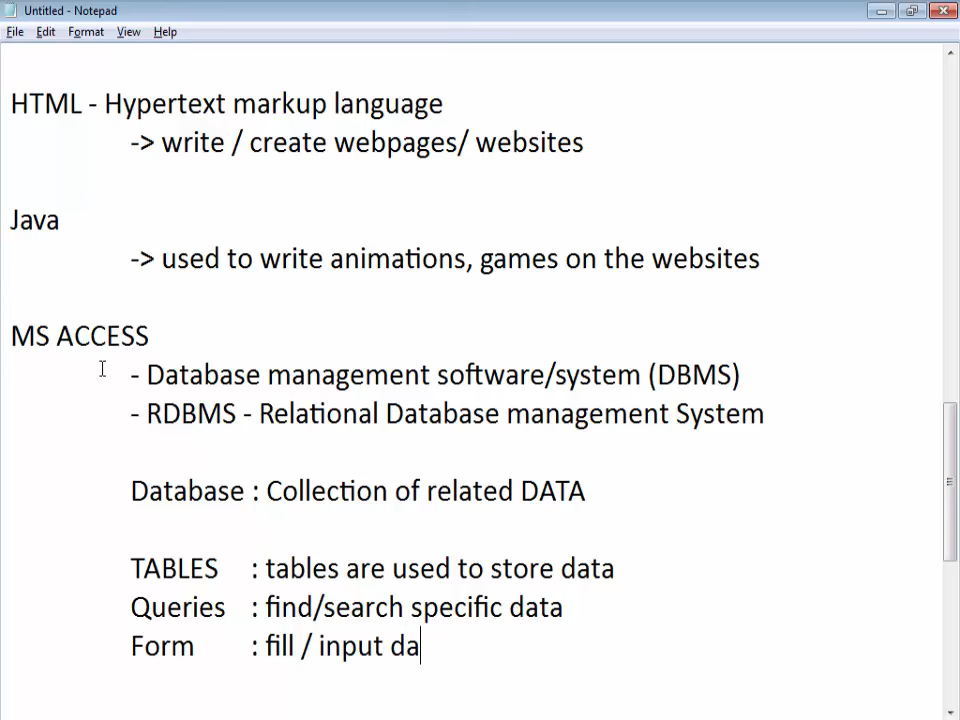 Untitled - Notepad
File Edit Format View Help
HTML - Hypertext markup language
-> write / create webpages/ websites
Java
-> used to write animations, games on the websites
MS ACCESS
- Database management software/system (DBMS)
- RDBMS - Relational Database management System
Database : Collection of related DATA
TABLES : tables are used to store data
Queries : find/search specific data
Form : fill / input da